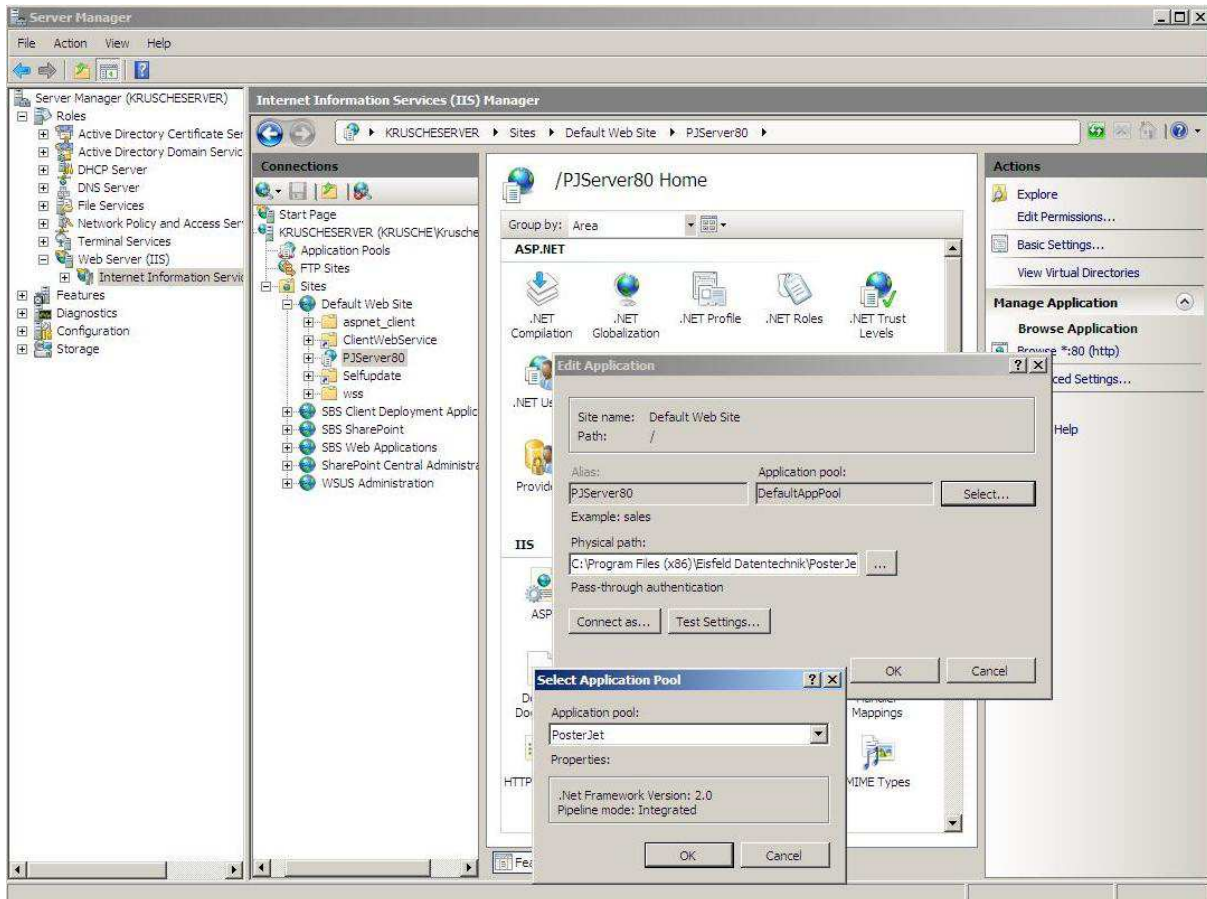 Server Manager
File Action View Help
Server Manager (KRUSCHESERVER)
Roles
Active Directory Certificate Ser
Active Directory Domain Servic
DHCP Server
DNS Server
File Services
Network Policy and Access Ser
Terminal Services
Web Server (IIS)
Internet Information Servic
Features
Diagnostics
Configuration
Storage
Internet Information Services (IIS) Manager
KRUSCHESERVER Sites Default Web Site PJServer80
Connections
Start Page
KRUSCHESERVER (KRUSCHE\Krusche
Application Pools
FTP Sites
Sites
Default Web Site
aspnet_client
ClientWebService
PJServer80
Selfupdate
wss
SBS Client Deployment Applic
SBS SharePoint
SBS Web Applications
SharePoint Central Administra
WSUS Administration
/PJServer80 Home
Group by: Area
ASP.NET
.NET Compilation
.NET Globalization
.NET Profile
.NET Roles
.NET Trust Levels
.NET Us
Provide
IIS
ASP
De
Do
Mappings
HTTP
MIME Types
Fea
Actions
Explore
Edit Permissions...
Basic Settings...
View Virtual Directories
Manage Application
Browse Application
Browse *:80 (http)
ced Settings...
Help
Edit Application
Site name: Default Web Site
Path: /
Alias: Application pool:
PJServer80 DefaultAppPool Select...
Example: sales
Physical path:
C:\Program Files (x86)\Eisfeld Datentechnik\PosterJe ...
Pass-through authentication
Connect as... Test Settings...
OK Cancel
Select Application Pool
Application pool:
PosterJet
Properties:
.Net Framework Version: 2.0
Pipeline mode: Integrated
OK Cancel